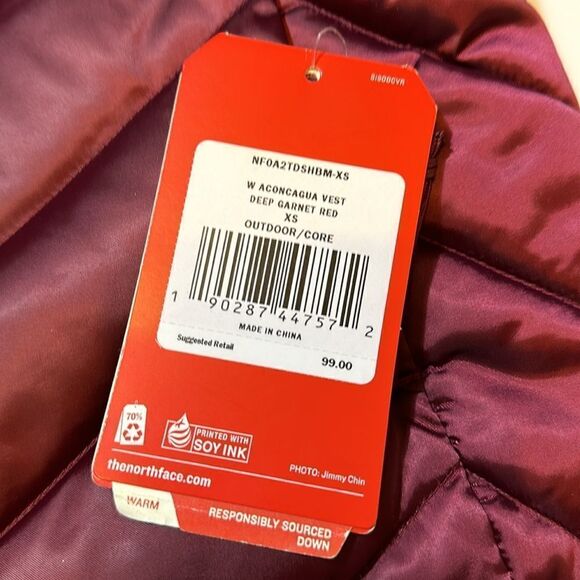 SI8000VR
NF0A2TDSHBM-XS
W ACONCAGUA VEST
DEEP GARNET RED
XS
OUTDOOR/CORE
1 90287 44757 2
MADE IN CHINA
Suggested Retail 99.00
70%
PRINTED WITH
SOY INK
PHOTO: Jimmy Chin
thenorthface.com
WARM
RESPONSIBLY SOURCED
DOWN